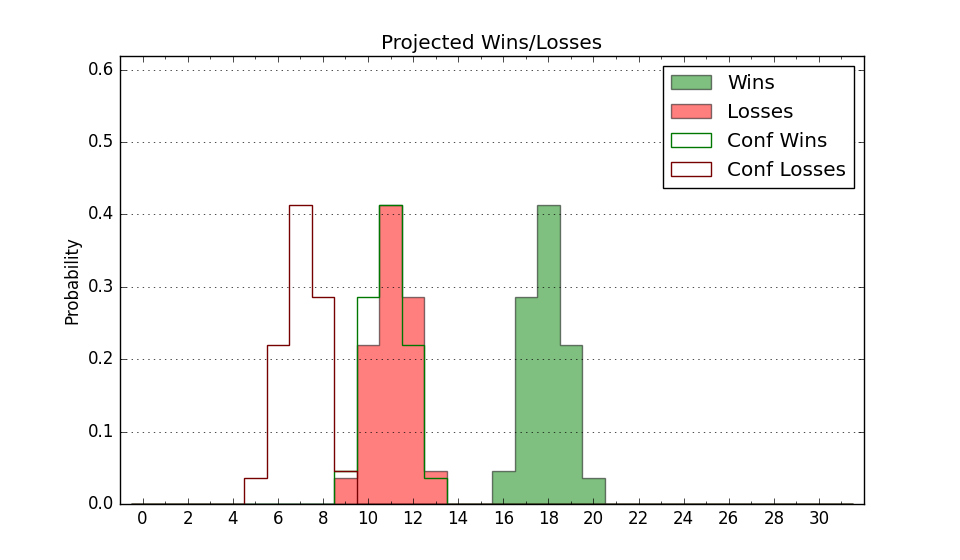 Projected Wins/Losses
0.6
0.5
0.4
0.3
0.2
0.1
0.0
Probability
Wins
Losses
Conf Wins
Conf Losses
0 2 4 6 8 10 12 14 16 18 20 22 24 26 28 30